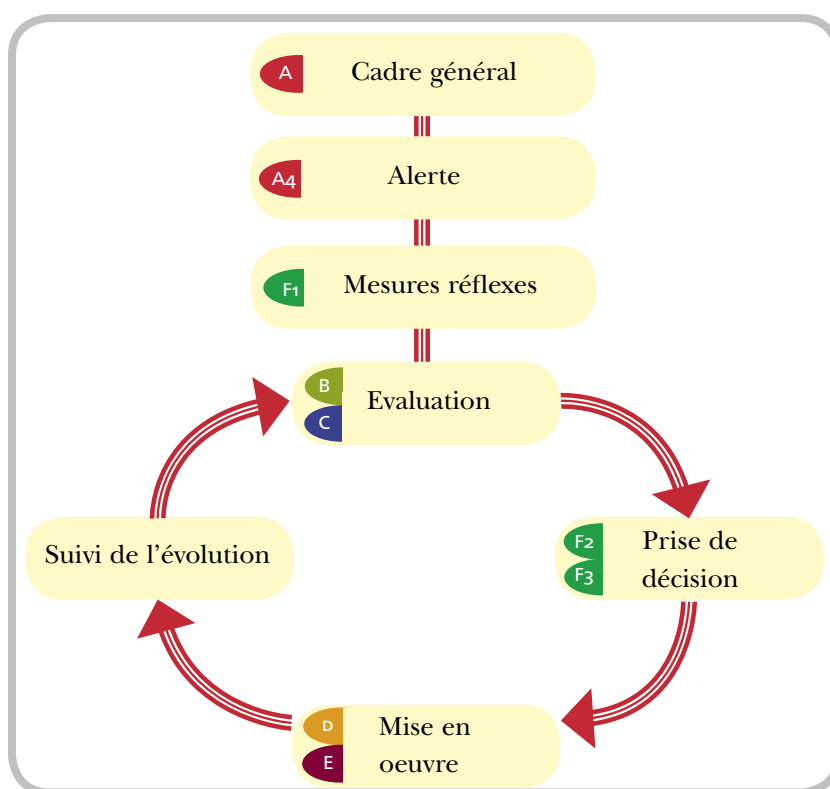 A Cadre général
A4 Alerte
F1 Mesures réflexes
B
C
Evaluation
Suivi de l'évolution
F2
F3
Prise de
décision
D
E
Mise en
oeuvre